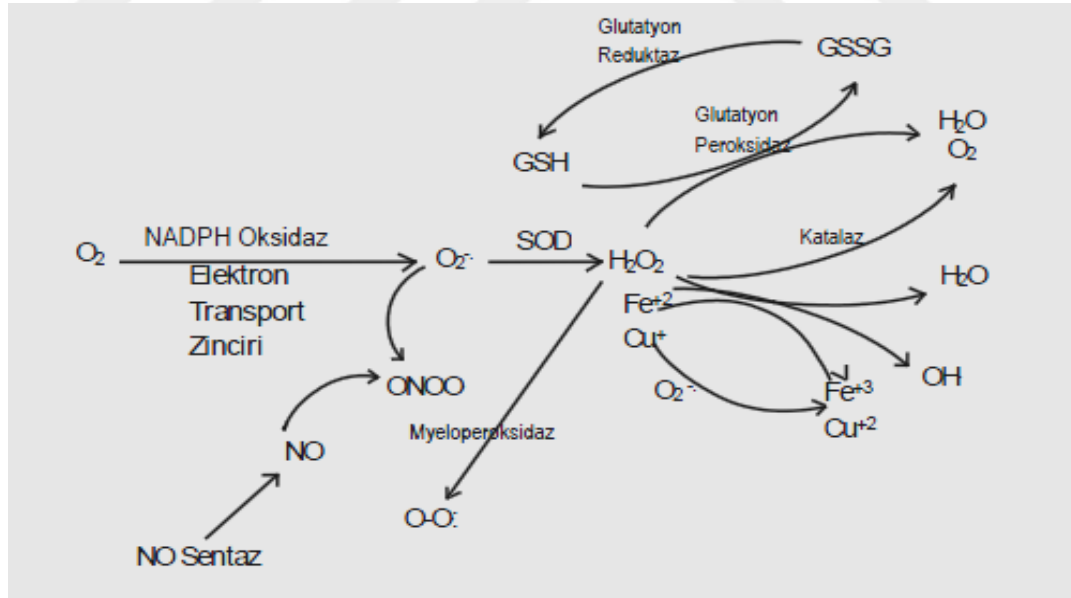 Glutatyon
Reduktaz
GSSG
Glutatyon
Peroksidaz
H₂O
O₂
GSH
O₂
NADPH Oksidaz
Elektron
Transport
Zinciri
O₂⁻·
SOD
H₂O₂
Katalaz
H₂O
Fe⁺²
Cu⁺
O₂⁻·
OH
Fe⁺³
Cu⁺²
ONOO
NO
Myeloperoksidaz
O-O:
NO Sentaz